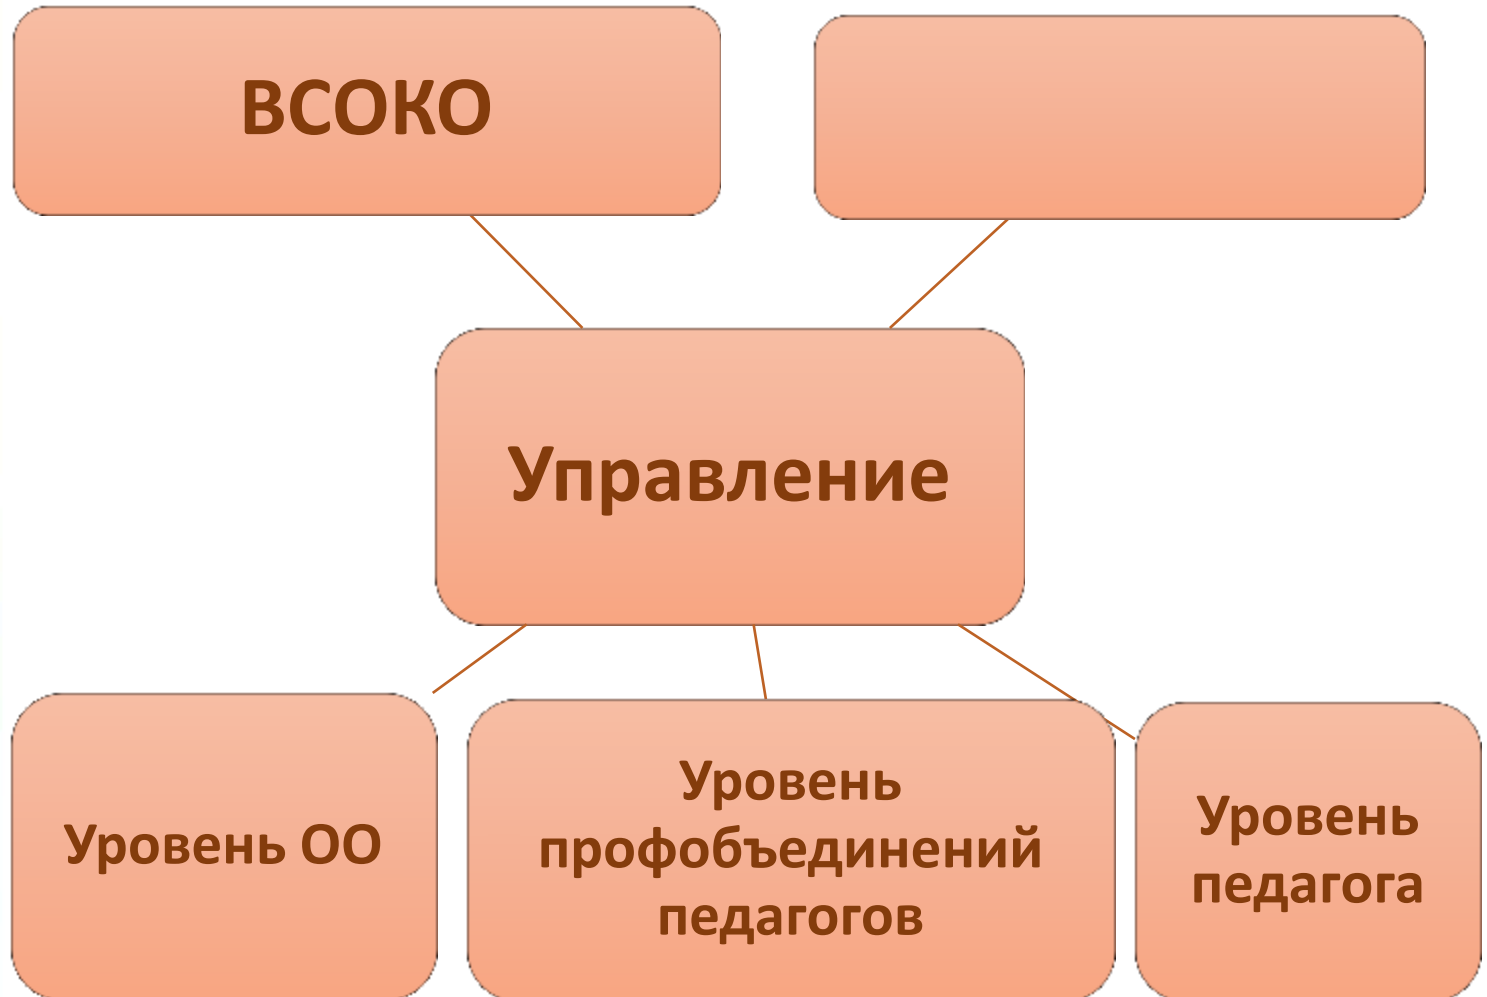 ВСОКО
Управление
Уровень ОО
Уровень
профобъединений
педагогов
Уровень
педагога